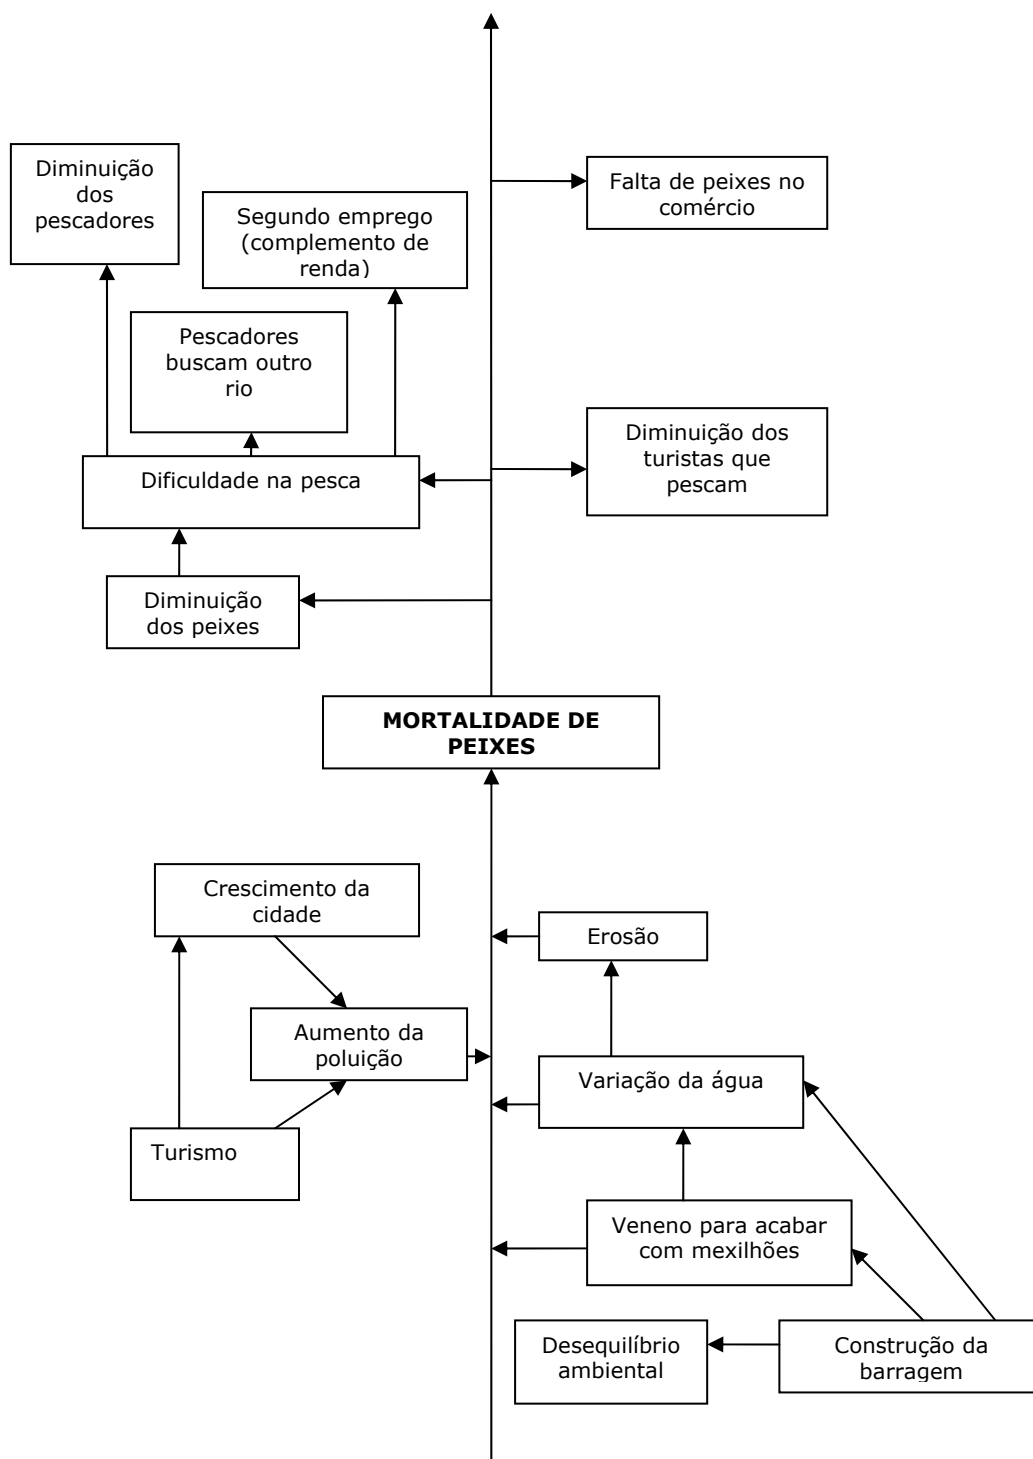 Diminuição
dos
pescadores
Falta de peixes no
comércio
Segundo emprego
(complemento de
renda)
Pescadores
buscam outro
rio
Diminuição dos
turistas que
pescam
Dificuldade na pesca
Diminuição
dos peixes
MORTALIDADE DE
PEIXES
Crescimento da
cidade
Erosão
Aumento da
poluição
Variação da água
Turismo
Veneno para acabar
com mexilhões
Desequilíbrio
ambiental
Construção da
barragem